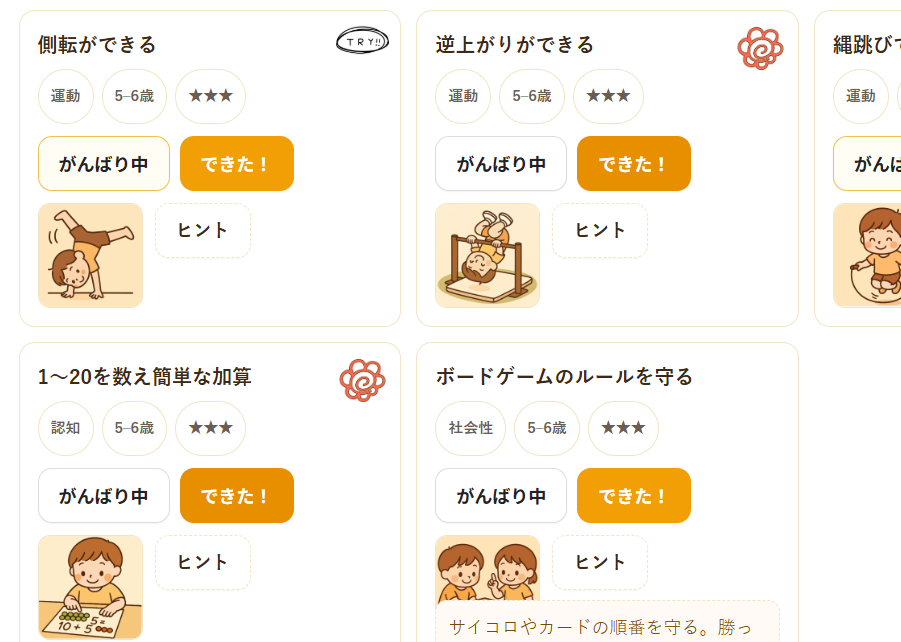 側転ができる
TRY!!
運動
5–6歳
★★★
がんばり中
できた！
ヒント
逆上がりができる
運動
5–6歳
★★★
がんばり中
できた！
ヒント
縄跳びで
運動
がんば
1〜20を数え簡単な加算
認知
5–6歳
★★★
がんばり中
できた！
5=
10+5
ヒント
ボードゲームのルールを守る
社会性
5–6歳
★★★
がんばり中
できた！
ヒント
サイコロやカードの順番を守る。勝っ